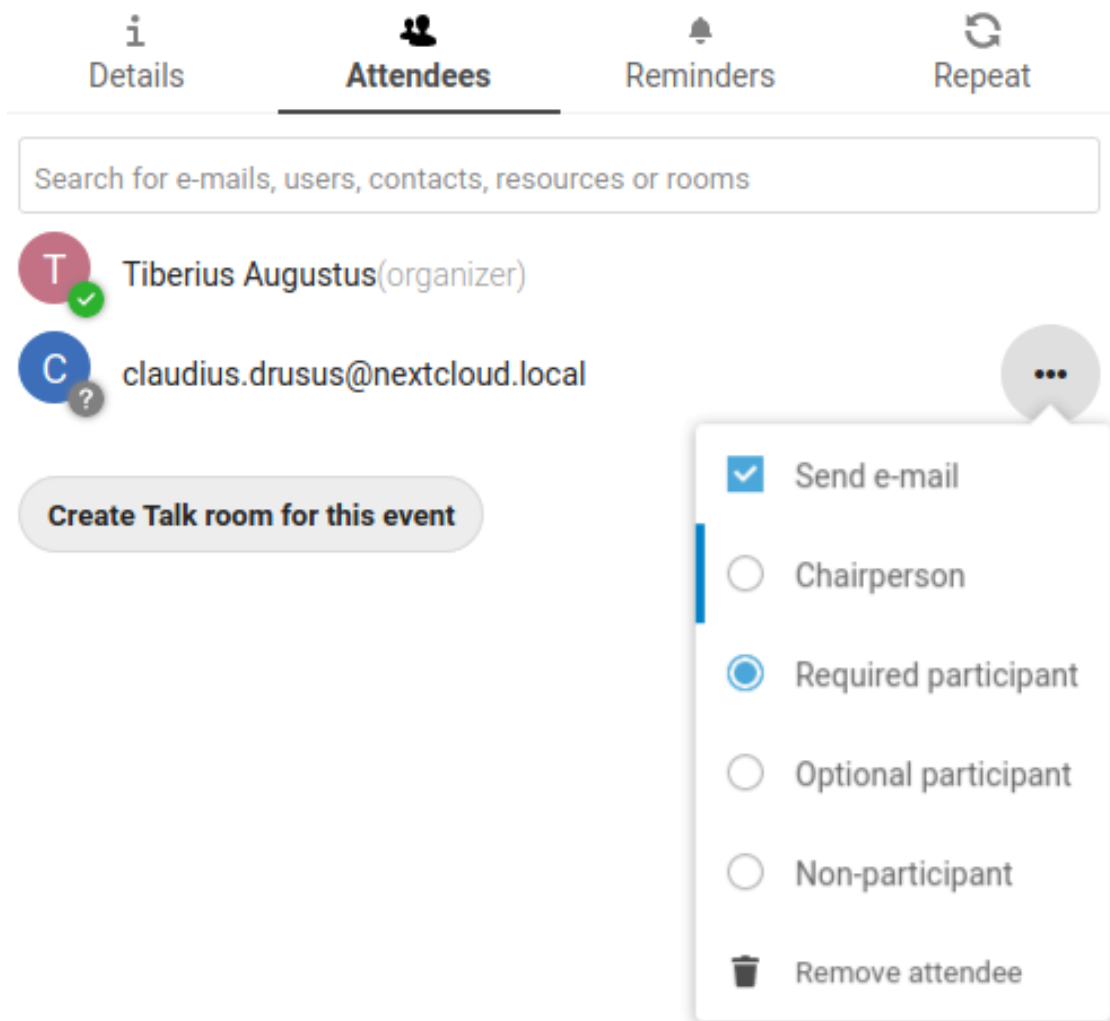 Details Attendees Reminders Repeat
Search for e-mails, users, contacts, resources or rooms
T Tiberius Augustus(organizer)
C claudius.drusus@nextcloud.local
?
Send e-mail
Create Talk room for this event
Chairperson
Required participant
Optional participant
Non-participant
Remove attendee